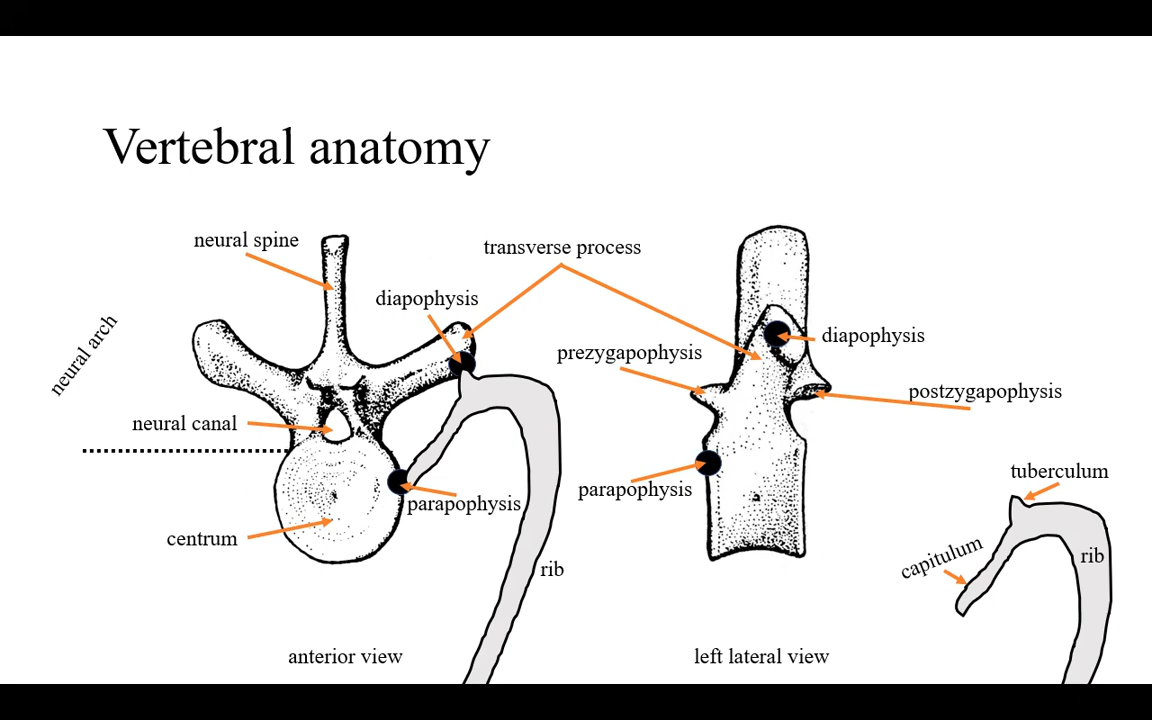 Vertebral anatomy
neural spine
transverse process
diapophysis
neural arch
prezygapophysis
diapophysis
postzygapophysis
neural canal
parapophysis
parapophysis
tuberculum
centrum
capitulum
rib
rib
anterior view
left lateral view